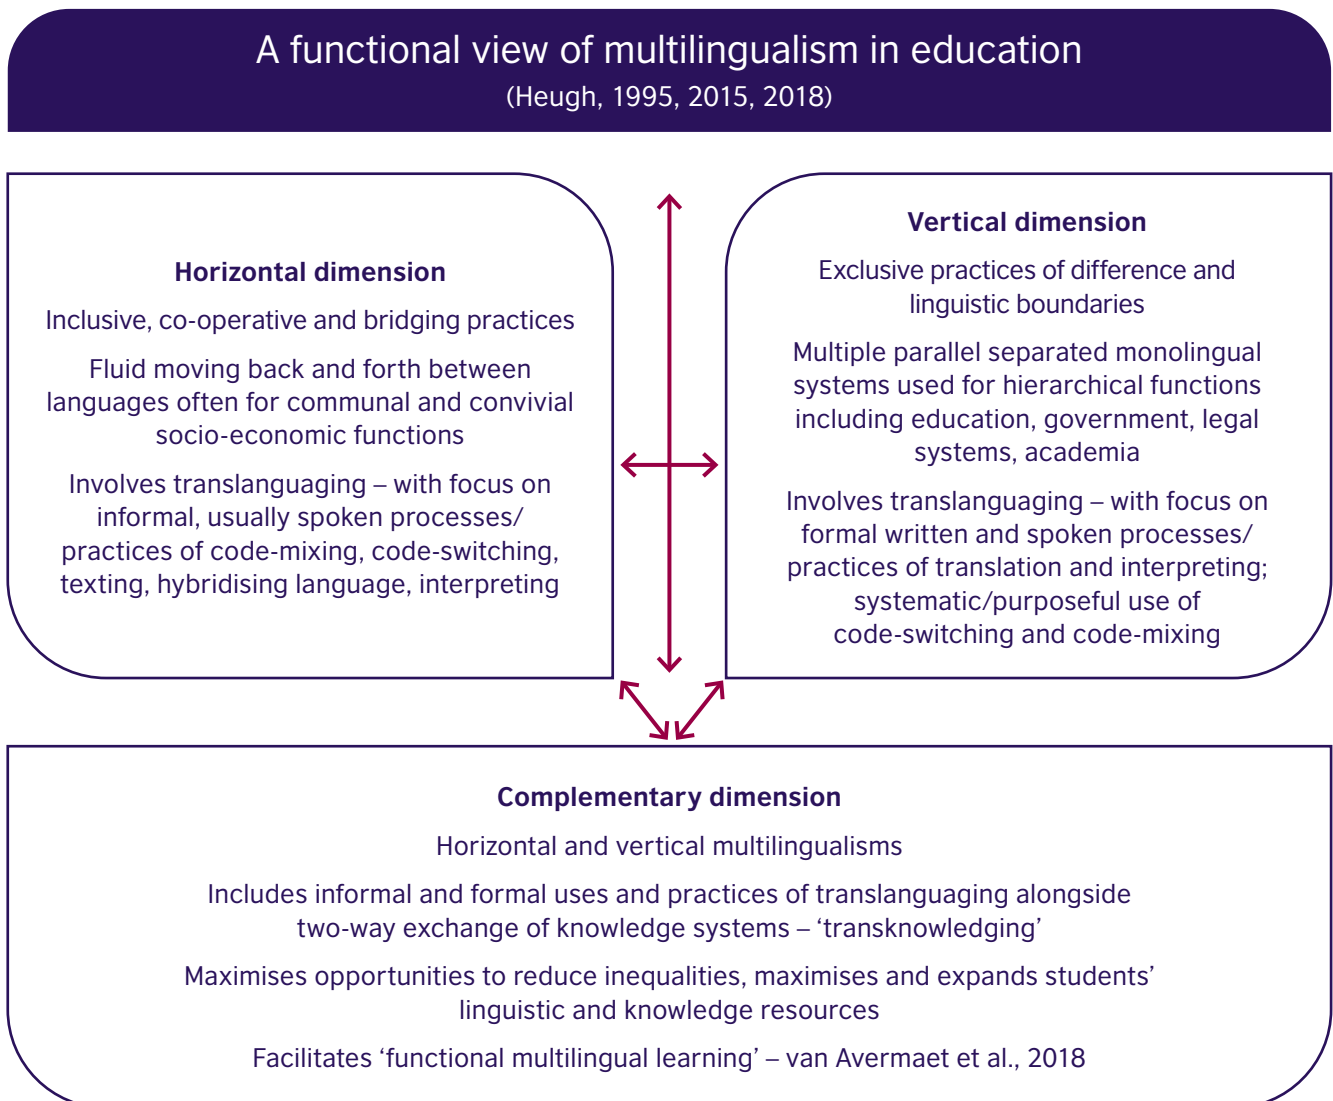 A functional view of multilingualism in education
(Heugh, 1995, 2015, 2018)
Horizontal dimension
Inclusive, co-operative and bridging practices
Fluid moving back and forth between
languages often for communal and convivial
socio-economic functions
Involves translanguaging – with focus on
informal, usually spoken processes/
practices of code-mixing, code-switching,
texting, hybridising language, interpreting
Vertical dimension
Exclusive practices of difference and
linguistic boundaries
Multiple parallel separated monolingual
systems used for hierarchical functions
including education, government, legal
systems, academia
Involves translanguaging – with focus on
formal written and spoken processes/
practices of translation and interpreting;
systematic/purposeful use of
code-switching and code-mixing
Complementary dimension
Horizontal and vertical multilingualisms
Includes informal and formal uses and practices of translanguaging alongside
two-way exchange of knowledge systems – ‘transknowledging’
Maximises opportunities to reduce inequalities, maximises and expands students’
linguistic and knowledge resources
Facilitates ‘functional multilingual learning’ – van Avermaet et al., 2018